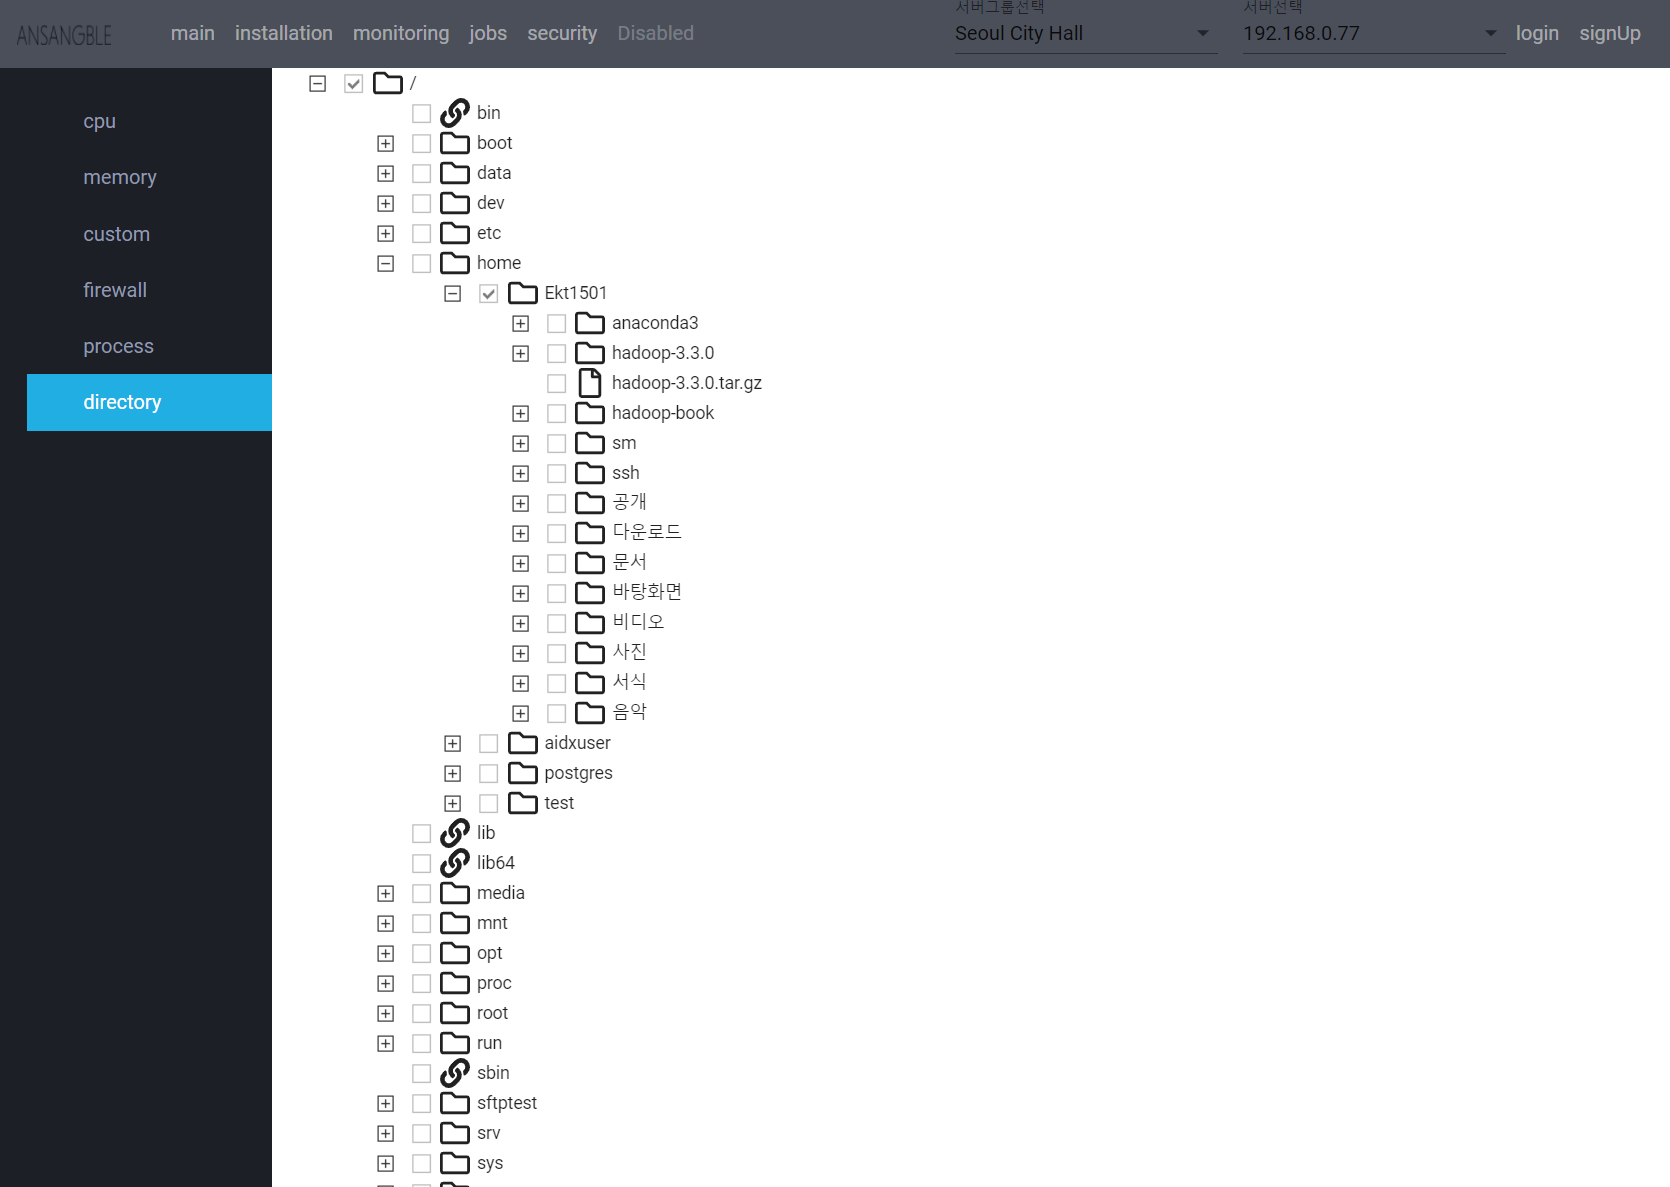 ANSANGBLE
main installation monitoring jobs security Disabled
서버그룹선택
Seoul City Hall
서버선택
192.168.0.77
login signUp
cpu
memory
custom
firewall
process
directory
/
bin
boot
data
dev
etc
home
Ekt1501
anaconda3
hadoop-3.3.0
hadoop-3.3.0.tar.gz
hadoop-book
sm
ssh
공개
다운로드
문서
바탕화면
비디오
사진
서식
음악
aidxuser
postgres
test
lib
lib64
media
mnt
opt
proc
root
run
sbin
sftptest
srv
sys